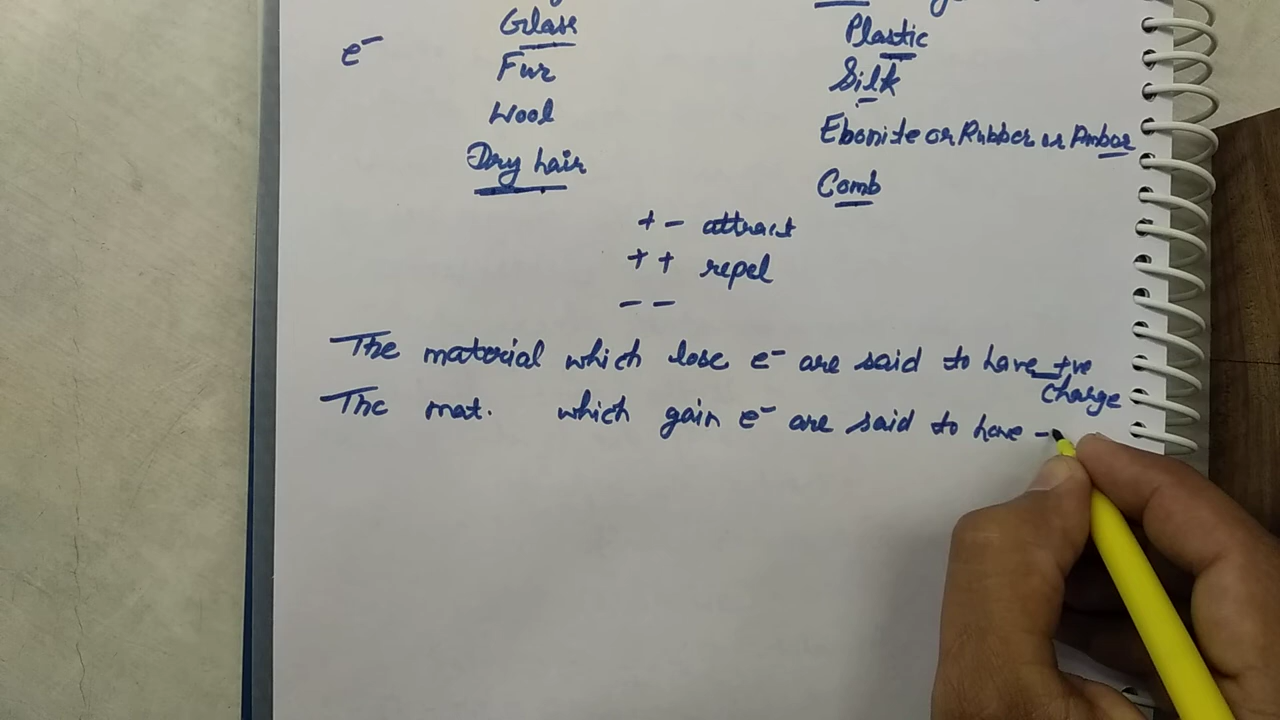 Glass Plastic
e⁻ Fur Silk
Wool Ebonite or Rubber or Amber
Dry hair Comb
+ - attract
+ + repel
- -
The material which lose e⁻ are said to have +ve
charge
The mat. which gain e⁻ are said to have -